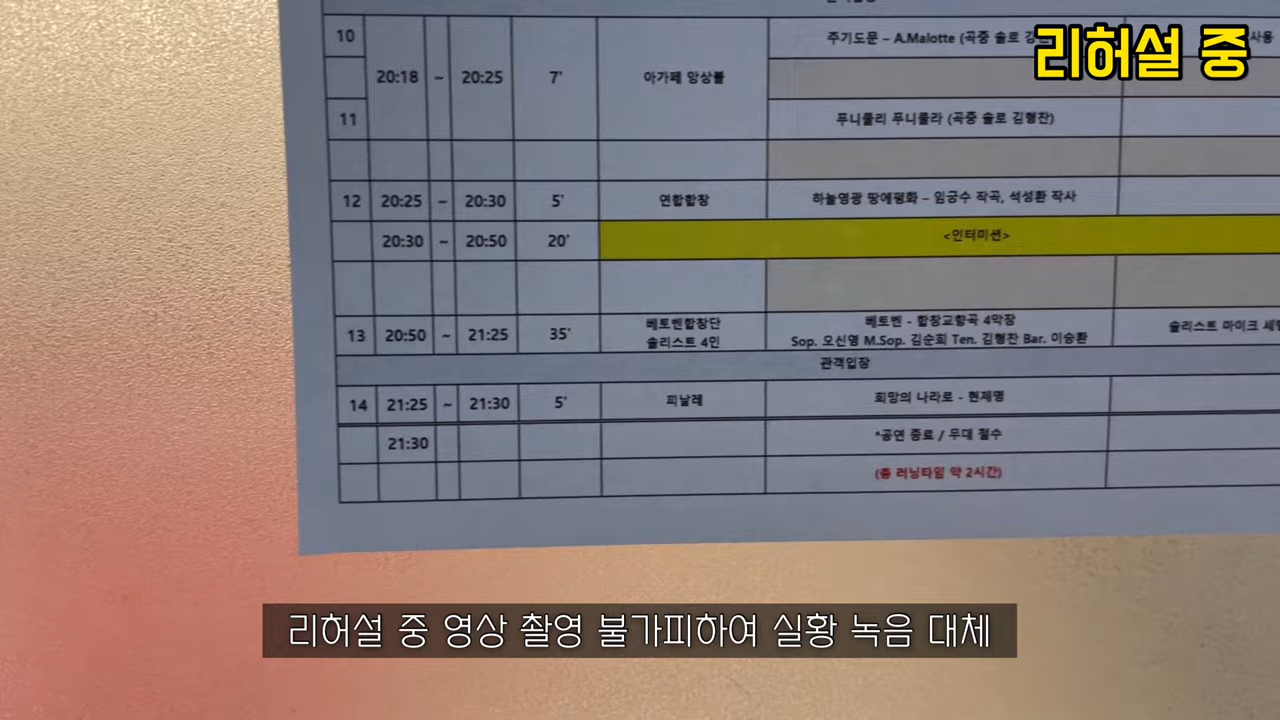 리허설 중
10
20:18 ~ 20:25 7' 아가페 앙상블
주기도문 – A.Malotte (곡중 솔로
사용
11 푸니쿨리 푸니쿨라 (곡중 솔로 김형찬)
12 20:25 ~ 20:30 5' 연합합창 하늘영광 땅에평화 – 임긍수 작곡, 석성환 작사
20:30 ~ 20:50 20' <인터미션>
13 20:50 ~ 21:25 35' 베토벤합창단 솔리스트 4인 베토벤 - 합창교향곡 4악장
Sop. 오신영 M.Sop. 김순희 Ten. 김형찬 Bar. 이승환
솔리스트 마이크
관객입장
14 21:25 ~ 21:30 5' 피날레 희망의 나라로 - 현제명
21:30 *공연 종료 / 무대 철수
(총 러닝타임 약 2시간)
리허설 중 영상 촬영 불가피하여 실황 녹음 대체